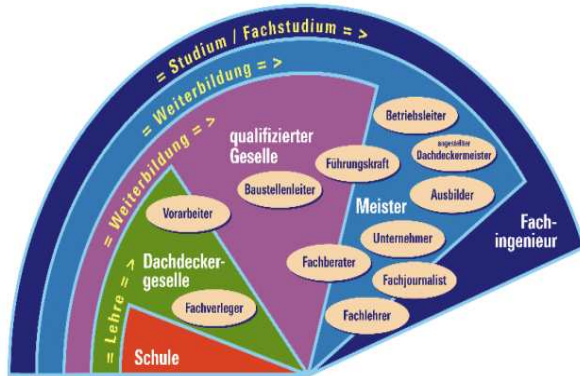 = Studium / Fachstudium = >
= Weiterbildung = >
= Weiterbildung = >
= Lehre = >
Betriebsleiter
qualifizierter
Geselle
Führungskraft
angestellter
Dachdeckermeister
Baustellenleiter
Ausbilder
Vorarbeiter
Meister
Fach-
ingenieur
Unternehmer
Dachdecker-
geselle
Fachberater
Fachjournalist
Fachverleger
Fachlehrer
Schule